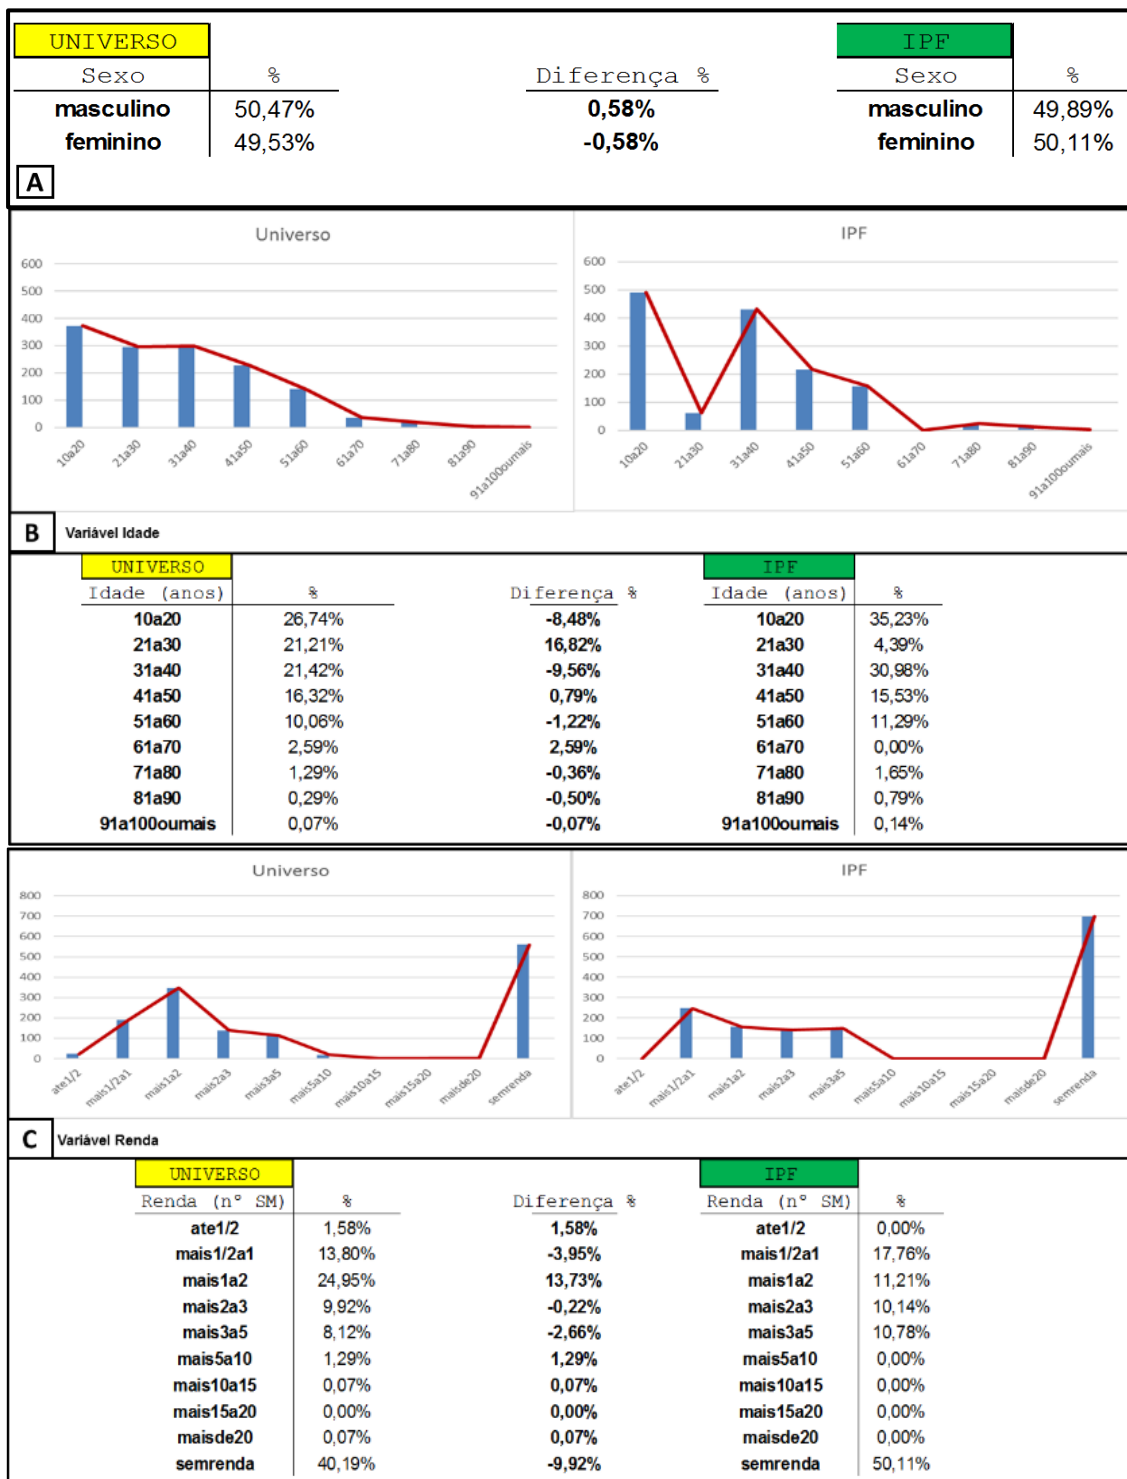 UNIVERSO IPF
Sexo % Diferença % Sexo %
masculino 50,47% 0,58% masculino 49,89%
feminino 49,53% -0,58% feminino 50,11%
A
Universo
600
500
400
300
200
100
0
10a20 21a30 31a40 41a50 51a60 61a70 71a80 81a90 91a100oumais
IPF
600
500
400
300
200
100
0
10a20 21a30 31a40 41a50 51a60 61a70 71a80 81a90 91a100oumais
B Variável Idade
UNIVERSO IPF
Idade (anos) % Diferença % Idade (anos) %
10a20 26,74% -8,48% 10a20 35,23%
21a30 21,21% 16,82% 21a30 4,39%
31a40 21,42% -9,56% 31a40 30,98%
41a50 16,32% 0,79% 41a50 15,53%
51a60 10,06% -1,22% 51a60 11,29%
61a70 2,59% 2,59% 61a70 0,00%
71a80 1,29% -0,36% 71a80 1,65%
81a90 0,29% -0,50% 81a90 0,79%
91a100oumais 0,07% -0,07% 91a100oumais 0,14%
Universo
800
700
600
500
400
300
200
100
0
ate1/2 mais1/2a1 mais1a2 mais2a3 mais3a5 mais5a10 mais10a15 mais15a20 maisde20 semrenda
IPF
800
700
600
500
400
300
200
100
0
ate1/2 mais1/2a1 mais1a2 mais2a3 mais3a5 mais5a10 mais10a15 mais15a20 maisde20 semrenda
C Variável Renda
UNIVERSO IPF
Renda (n° SM) % Diferença % Renda (n° SM) %
ate1/2 1,58% 1,58% ate1/2 0,00%
mais1/2a1 13,80% -3,95% mais1/2a1 17,76%
mais1a2 24,95% 13,73% mais1a2 11,21%
mais2a3 9,92% -0,22% mais2a3 10,14%
mais3a5 8,12% -2,66% mais3a5 10,78%
mais5a10 1,29% 1,29% mais5a10 0,00%
mais10a15 0,07% 0,07% mais10a15 0,00%
mais15a20 0,00% 0,00% mais15a20 0,00%
maisde20 0,07% 0,07% maisde20 0,00%
semrenda 40,19% -9,92% semrenda 50,11%